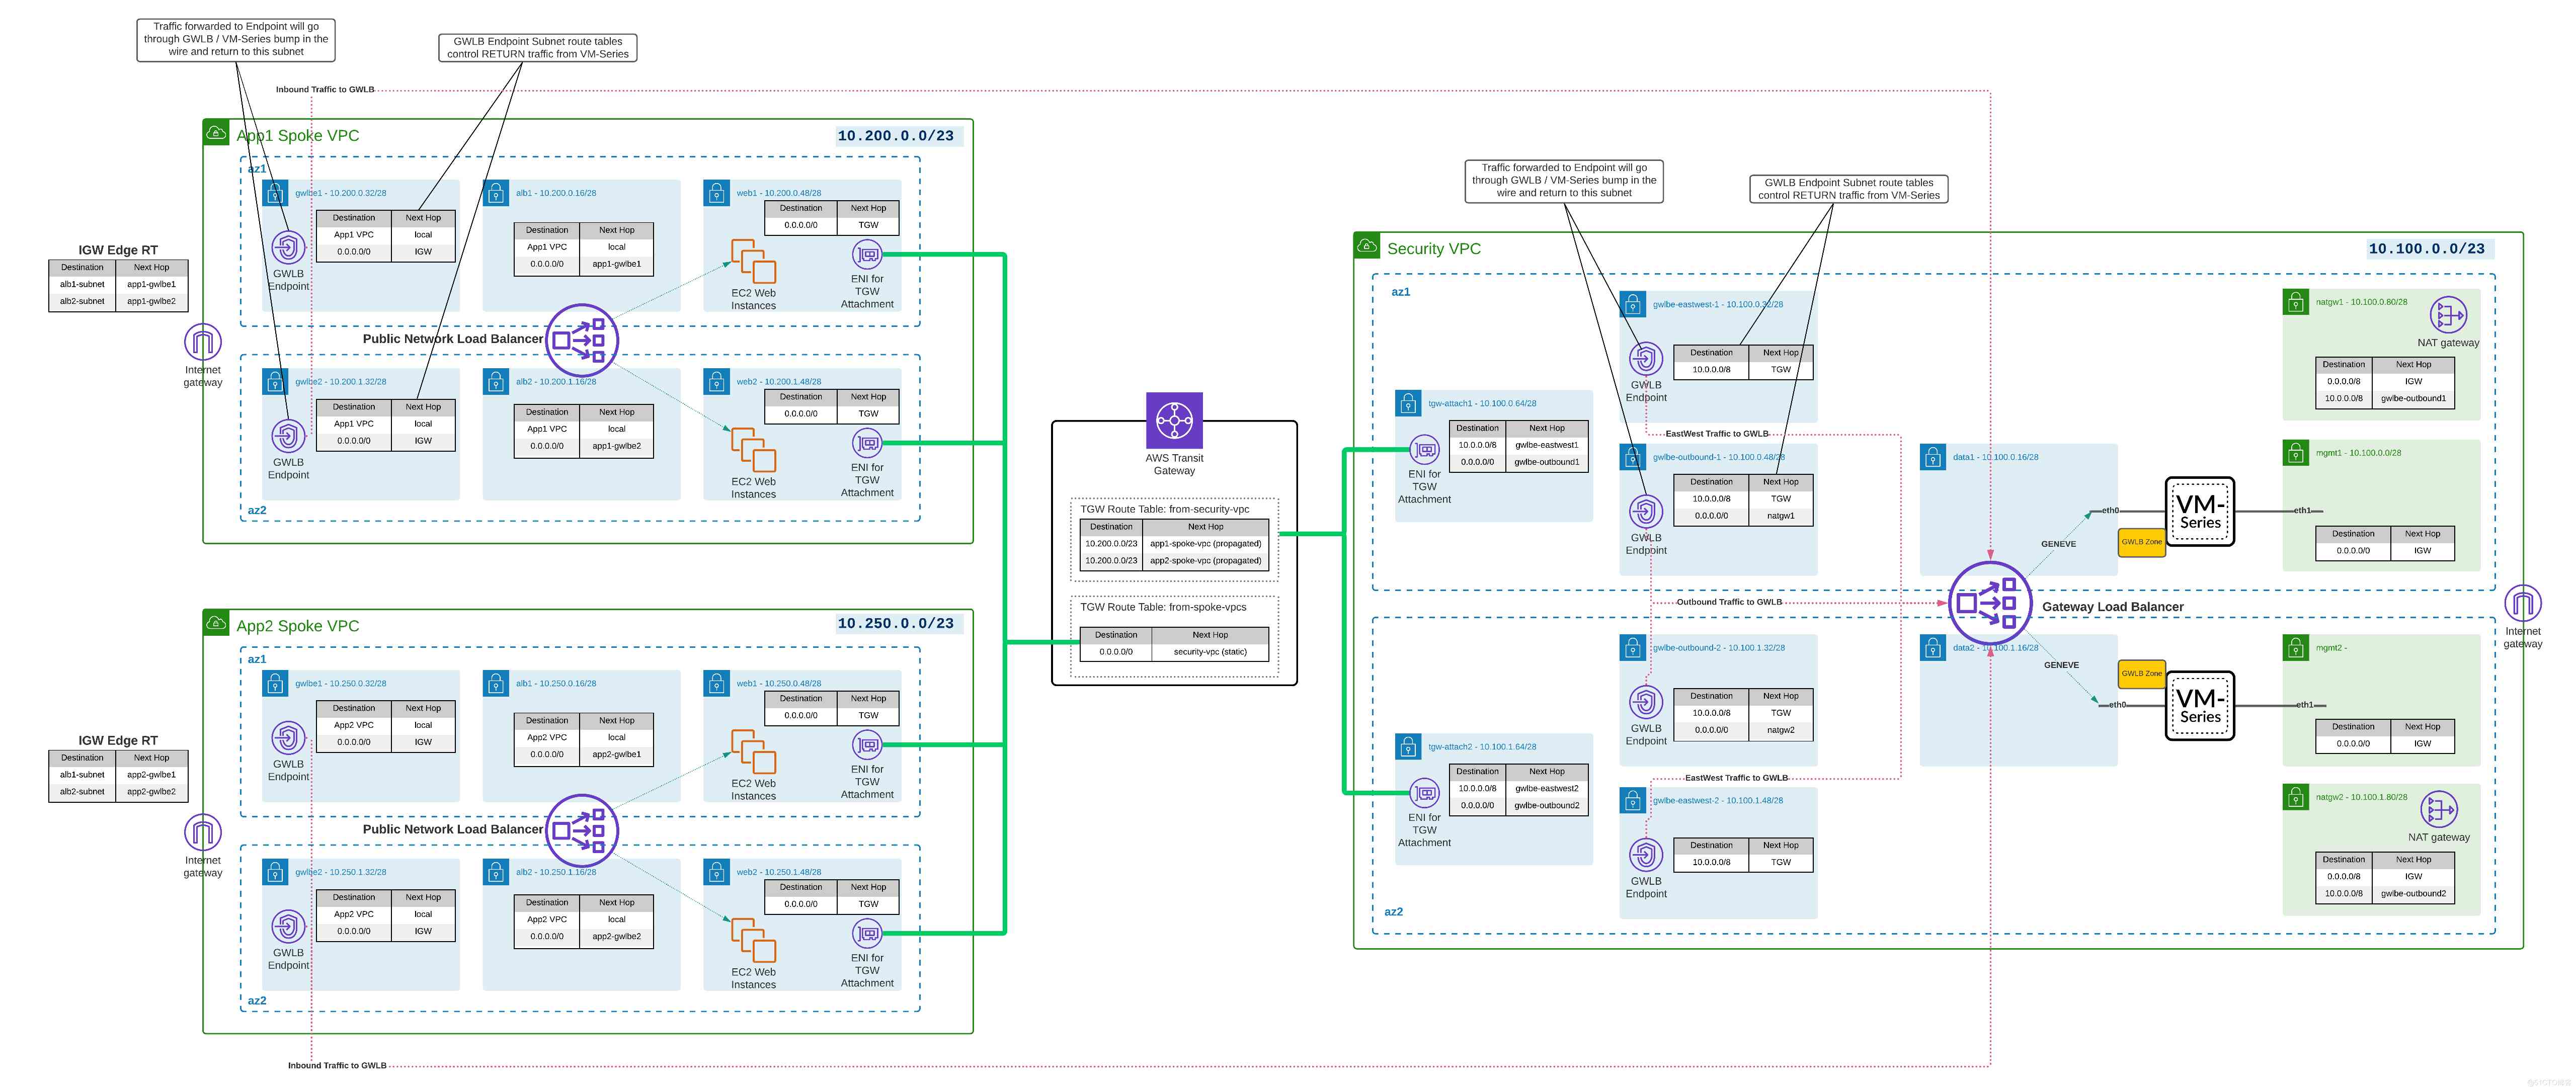 Traffic forwarded to Endpoint will go
through GWLB / VM-Series bump in the
wire and return to this subnet
GWLB Endpoint Subnet route tables
control RETURN traffic from VM-Series
Inbound Traffic to GWLB
App1 Spoke VPC
10.200.0.0/23
az1
gwlbe1 - 10.200.0.32/28
Destination Next Hop
App1 VPC local
0.0.0.0/0 IGW
GWLB
Endpoint
alb1 - 10.200.0.16/28
Destination Next Hop
App1 VPC local
0.0.0.0/0 app1-gwlbe1
web1 - 10.200.0.48/28
Destination Next Hop
0.0.0.0/0 TGW
EC2 Web
Instances
ENI for
TGW
Attachment
IGW Edge RT
Destination Next Hop
alb1-subnet app1-gwlbe1
alb2-subnet app1-gwlbe2
Internet
gateway
Public Network Load Balancer
gwlbe2 - 10.200.1.32/28
Destination Next Hop
App1 VPC local
0.0.0.0/0 IGW
GWLB
Endpoint
alb2 - 10.200.1.16/28
Destination Next Hop
App1 VPC local
0.0.0.0/0 app1-gwlbe2
web2 - 10.200.1.48/28
Destination Next Hop
0.0.0.0/0 TGW
EC2 Web
Instances
ENI for
TGW
Attachment
az2
App2 Spoke VPC
10.250.0.0/23
az1
gwlbe1 - 10.250.0.32/28
Destination Next Hop
App2 VPC local
0.0.0.0/0 IGW
GWLB
Endpoint
alb1 - 10.250.0.16/28
Destination Next Hop
App2 VPC local
0.0.0.0/0 app2-gwlbe1
web1 - 10.250.0.48/28
Destination Next Hop
0.0.0.0/0 TGW
EC2 Web
Instances
ENI for
TGW
Attachment
IGW Edge RT
Destination Next Hop
alb1-subnet app2-gwlbe1
alb2-subnet app2-gwlbe2
Internet
gateway
Public Network Load Balancer
gwlbe2 - 10.250.1.32/28
Destination Next Hop
App2 VPC local
0.0.0.0/0 IGW
GWLB
Endpoint
alb2 - 10.250.1.16/28
Destination Next Hop
App2 VPC local
0.0.0.0/0 app2-gwlbe2
web2 - 10.250.1.48/28
Destination Next Hop
0.0.0.0/0 TGW
EC2 Web
Instances
ENI for
TGW
Attachment
az2
Inbound Traffic to GWLB
AWS Transit
Gateway
TGW Route Table: from-security-vpc
Destination Next Hop
10.200.0.0/23 app1-spoke-vpc (propagated)
10.200.0.0/23 app2-spoke-vpc (propagated)
TGW Route Table: from-spoke-vpcs
Destination Next Hop
0.0.0.0/0 security-vpc (static)
Traffic forwarded to Endpoint will go
through GWLB / VM-Series bump in the
wire and return to this subnet
GWLB Endpoint Subnet route tables
control RETURN traffic from VM-Series
Security VPC
10.100.0.0/23
az1
gwlbe-eastwest-1 - 10.100.0.32/28
Destination Next Hop
10.0.0.0/8 TGW
GWLB
Endpoint
tgw-attach1 - 10.100.0.64/28
Destination Next Hop
10.0.0.0/8 gwlbe-eastwest1
0.0.0.0/0 gwlbe-outbound1
ENI for
TGW
Attachment
EastWest Traffic to GWLB
gwlbe-outbound-1 - 10.100.0.48/28
Destination Next Hop
10.0.0.0/8 TGW
0.0.0.0/0 natgw1
GWLB
Endpoint
data1 - 10.100.0.16/28
eth0
GENEVE
GWLB Zone
VM-
Series
eth1
natgw1 - 10.100.0.80/28
NAT gateway
Destination Next Hop
0.0.0.0/8 IGW
10.0.0.0/8 gwlbe-outbound1
mgmt1 - 10.100.0.0/28
Destination Next Hop
0.0.0.0/0 IGW
Outbound Traffic to GWLB
Gateway Load Balancer
Internet
gateway
gwlbe-outbound-2 - 10.100.1.32/28
Destination Next Hop
10.0.0.0/8 TGW
0.0.0.0/0 natgw2
GWLB
Endpoint
data2 - 10.100.1.16/28
GENEVE
GWLB Zone
eth0
VM-
Series
eth1
mgmt2 -
Destination Next Hop
0.0.0.0/0 IGW
tgw-attach2 - 10.100.1.64/28
Destination Next Hop
10.0.0.0/8 gwlbe-eastwest2
0.0.0.0/0 gwlbe-outbound2
ENI for
TGW
Attachment
EastWest Traffic to GWLB
gwlbe-eastwest-2 - 10.100.1.48/28
Destination Next Hop
10.0.0.0/8 TGW
GWLB
Endpoint
natgw2 - 10.100.1.80/28
NAT gateway
Destination Next Hop
0.0.0.0/8 IGW
10.0.0.0/8 gwlbe-outbound2
az2